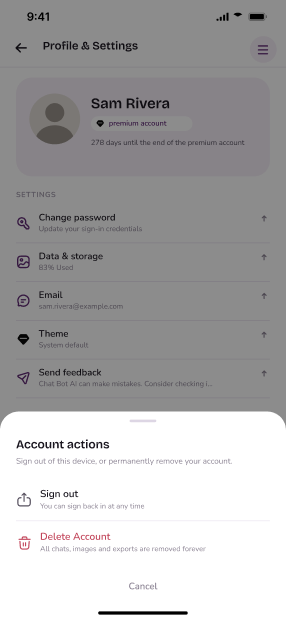 9:41
Profile & Settings
Sam Rivera
premium account
278 days until the end of the premium account
SETTINGS
Change password
Update your sign-in credentials
Data & storage
83% Used
Email
sam.rivera@example.com
Theme
System default
Send feedback
Chat Bot Ai can make mistakes. Consider checking i...
Account actions
Sign out of this device, or permanently remove your account.
Sign out
You can sign back in at any time
Delete Account
All chats, images and exports are removed forever
Cancel